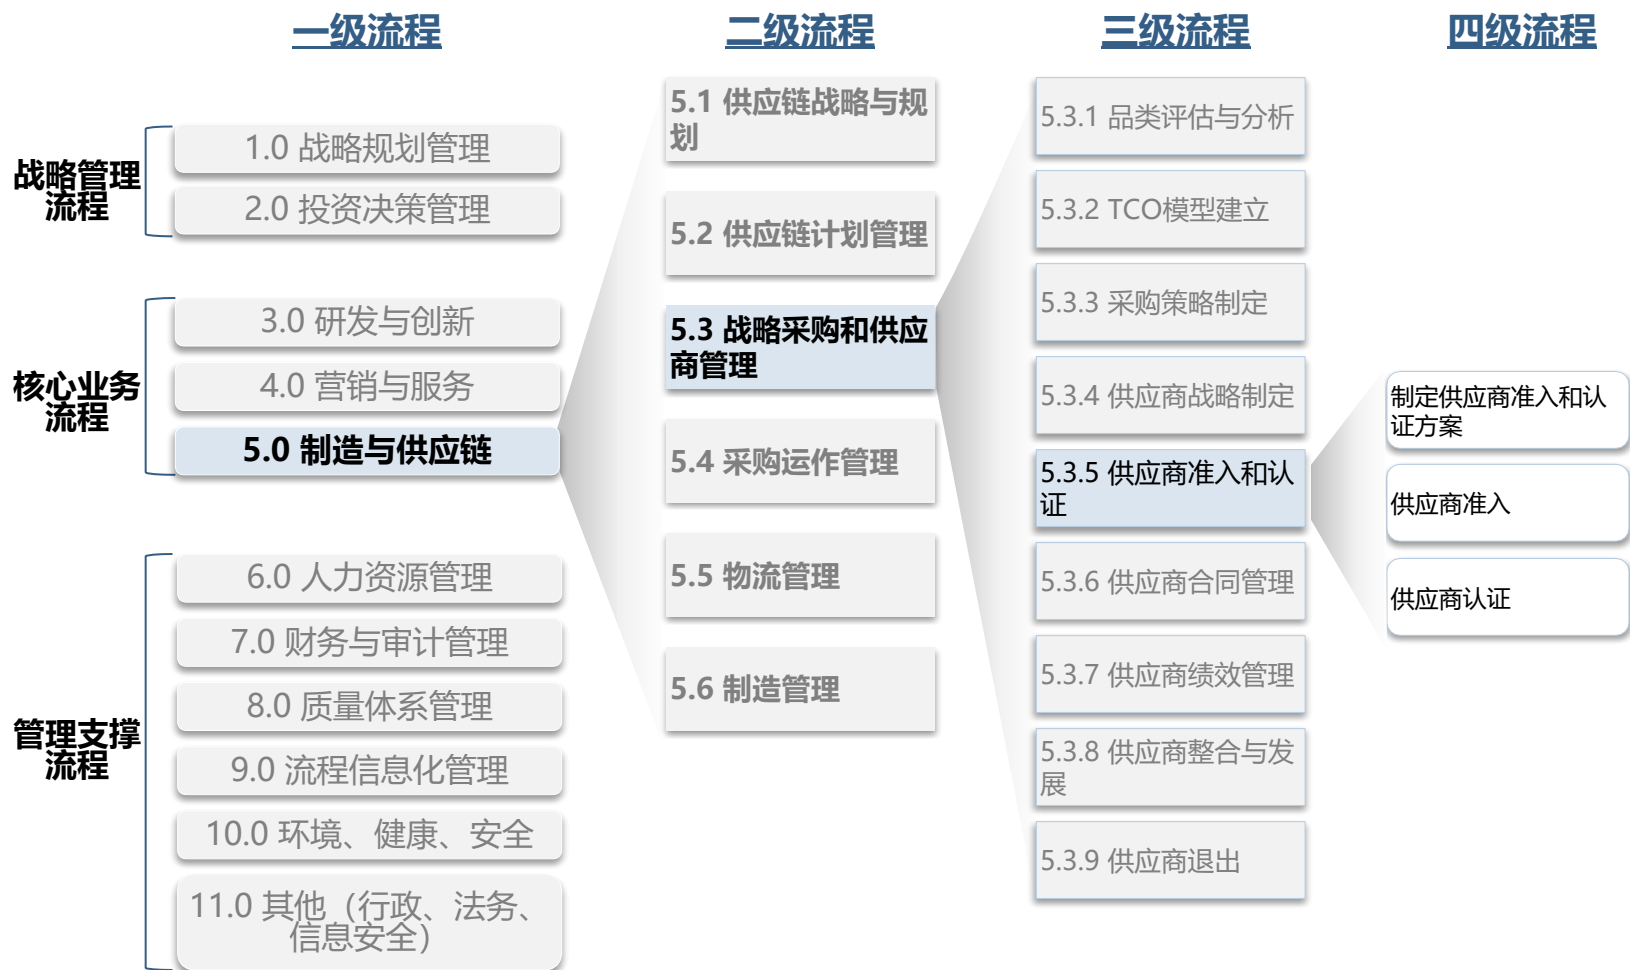 一级流程
二级流程
三级流程
四级流程
战略管理
流程
1.0 战略规划管理
2.0 投资决策管理
核心业务
流程
3.0 研发与创新
4.0 营销与服务
5.0 制造与供应链
管理支撑
流程
6.0 人力资源管理
7.0 财务与审计管理
8.0 质量体系管理
9.0 流程信息化管理
10.0 环境、健康、安全
11.0 其他（行政、法务、
信息安全）
5.1 供应链战略与规
划
5.2 供应链计划管理
5.3 战略采购和供应
商管理
5.4 采购运作管理
5.5 物流管理
5.6 制造管理
5.3.1 品类评估与分析
5.3.2 TCO模型建立
5.3.3 采购策略制定
5.3.4 供应商战略制定
5.3.5 供应商准入和认
证
5.3.6 供应商合同管理
5.3.7 供应商绩效管理
5.3.8 供应商整合与发
展
5.3.9 供应商退出
制定供应商准入和认
证方案
供应商准入
供应商认证